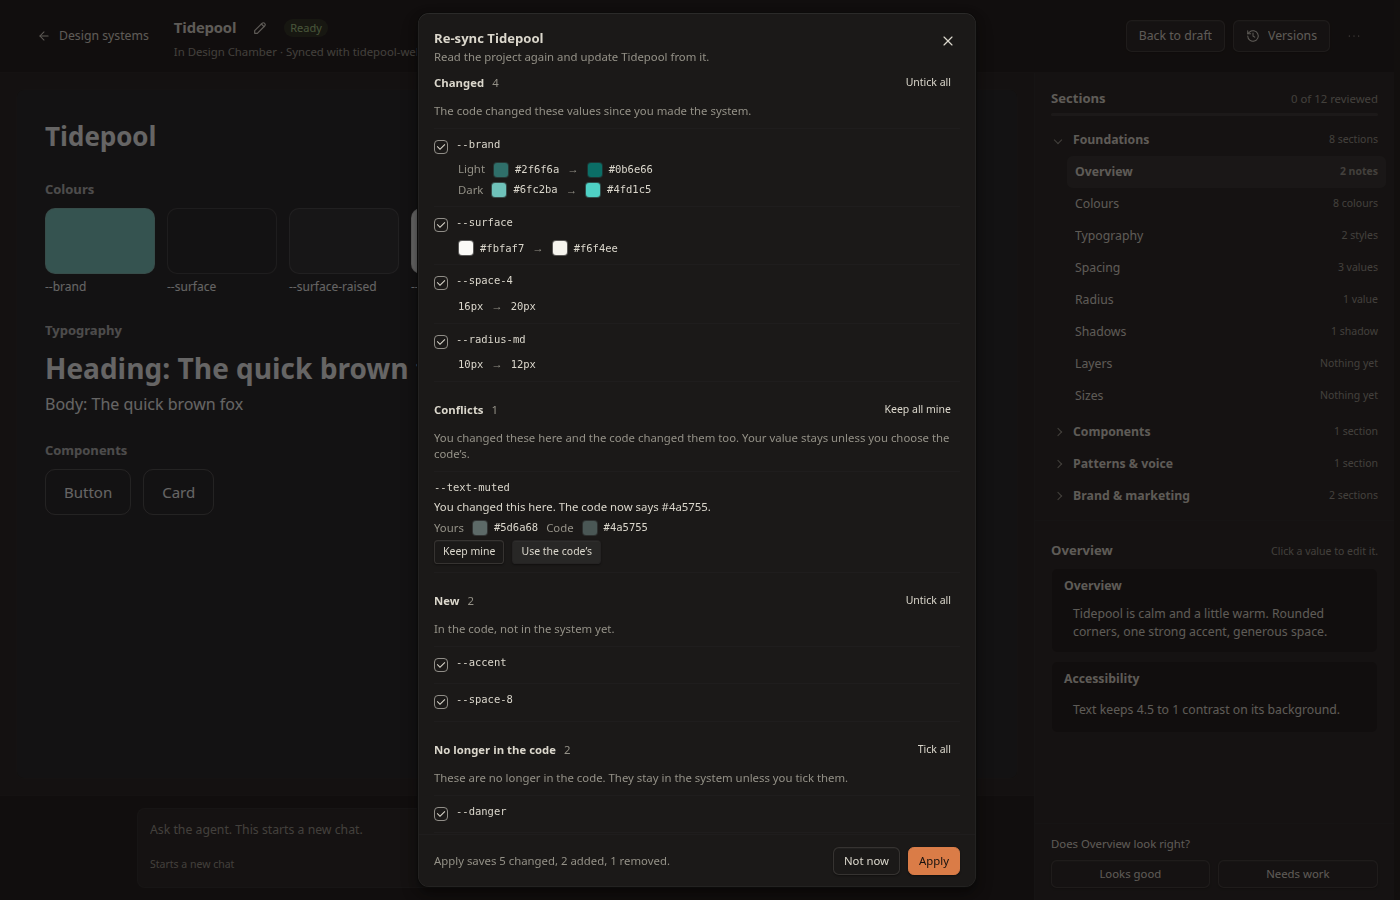 Design systems
Tidepool
Ready
In Design Chamber · Synced with tidepool-we
Back to draft
Versions
Tidepool
Colours
--brand
--surface
--surface-raised
Typography
Heading: The quick brown
Body: The quick brown fox
Components
Button
Card
Ask the agent. This starts a new chat.
Starts a new chat
Re-sync Tidepool
Read the project again and update Tidepool from it.
Changed 4
Untick all
The code changed these values since you made the system.
--brand
Light #2f6f6a → #0b6e66
Dark #6fc2ba → #4fd1c5
--surface
#fbfaf7 → #f6f4ee
--space-4
16px → 20px
--radius-md
10px → 12px
Conflicts 1
Keep all mine
You changed these here and the code changed them too. Your value stays unless you choose the
code's.
--text-muted
You changed this here. The code now says #4a5755.
Yours #5d6a68 Code #4a5755
Keep mine
Use the code's
New 2
Untick all
In the code, not in the system yet.
--accent
--space-8
No longer in the code 2
Tick all
These are no longer in the code. They stay in the system unless you tick them.
--danger
Apply saves 5 changed, 2 added, 1 removed.
Not now
Apply
Sections
0 of 12 reviewed
Foundations 8 sections
Overview 2 notes
Colours 8 colours
Typography 2 styles
Spacing 3 values
Radius 1 value
Shadows 1 shadow
Layers Nothing yet
Sizes Nothing yet
Components 1 section
Patterns & voice 1 section
Brand & marketing 2 sections
Overview
Click a value to edit it.
Overview
Tidepool is calm and a little warm. Rounded
corners, one strong accent, generous space.
Accessibility
Text keeps 4.5 to 1 contrast on its background.
Does Overview look right?
Looks good
Needs work